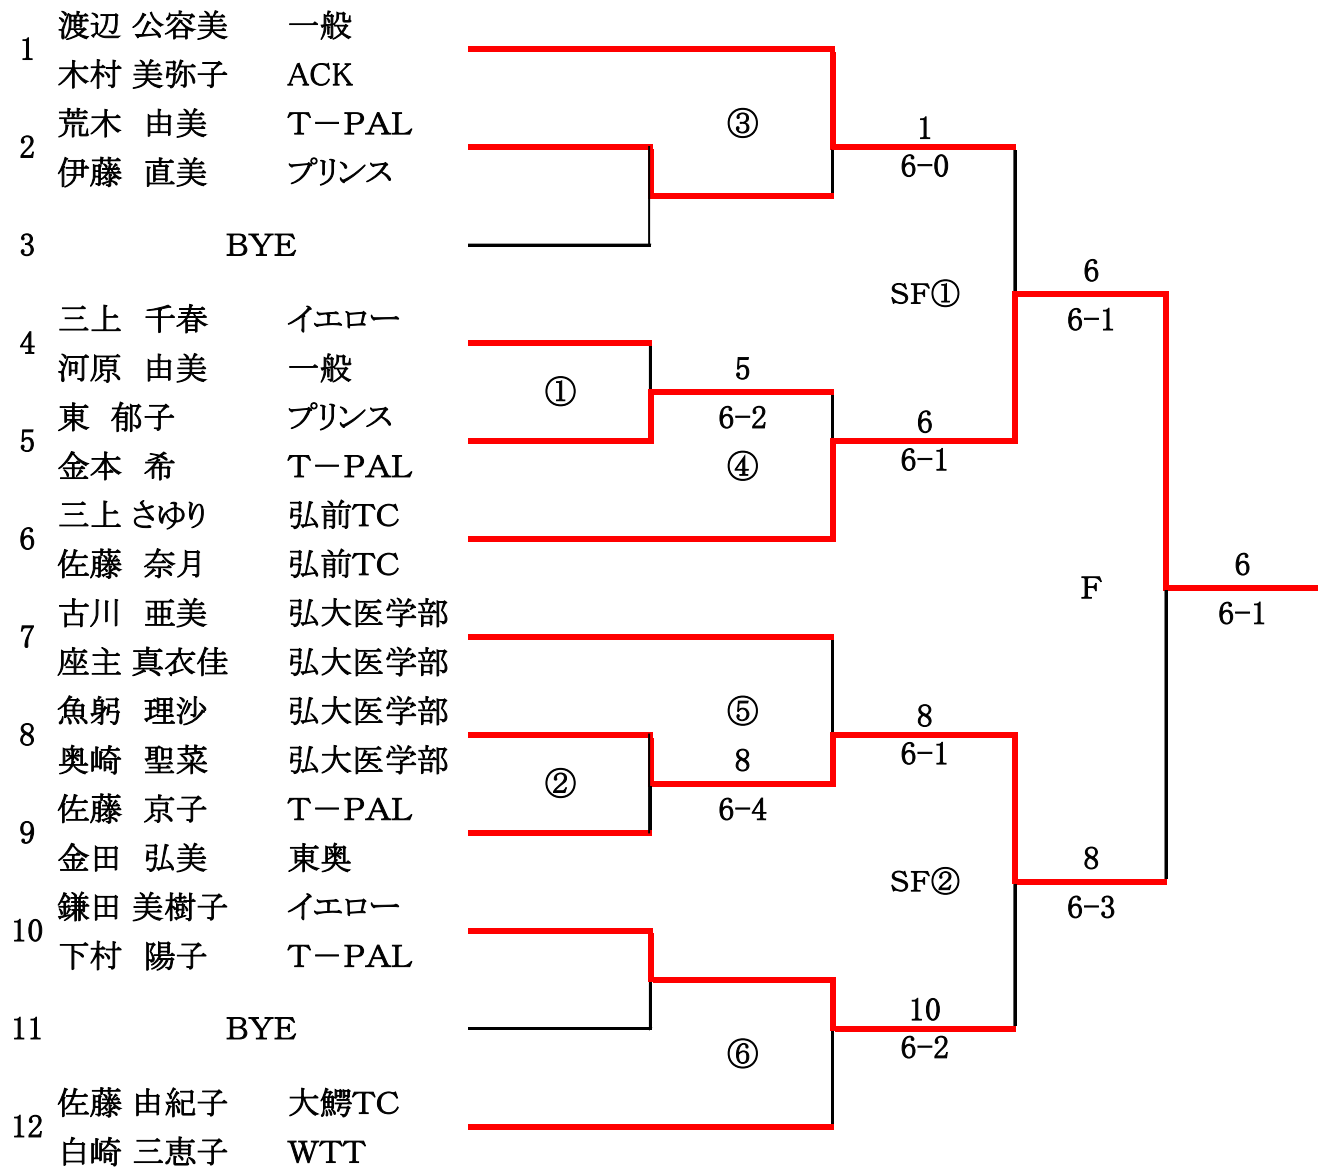 1 渡辺 公容美 一般
木村 美弥子 ACK
2 荒木 由美 T－PAL
伊藤 直美 プリンス
3 BYE
4 三上 千春 イエロー
河原 由美 一般
5 東 郁子 プリンス
金本 希 T－PAL
6 三上 さゆり 弘前TC
佐藤 奈月 弘前TC
7 古川 亜美 弘大医学部
座主 真衣佳 弘大医学部
8 魚躬 理沙 弘大医学部
奥崎 聖菜 弘大医学部
9 佐藤 京子 T－PAL
金田 弘美 東奥
10 鎌田 美樹子 イエロー
下村 陽子 T－PAL
11 BYE
12 佐藤 由紀子 大鰐TC
白崎 三恵子 WTT
①
②
③
5
6-2
④
⑤
8
6-4
⑥
1
6-0
SF①
6
6-1
8
6-1
SF②
10
6-2
6
6-1
F
8
6-3
6
6-1